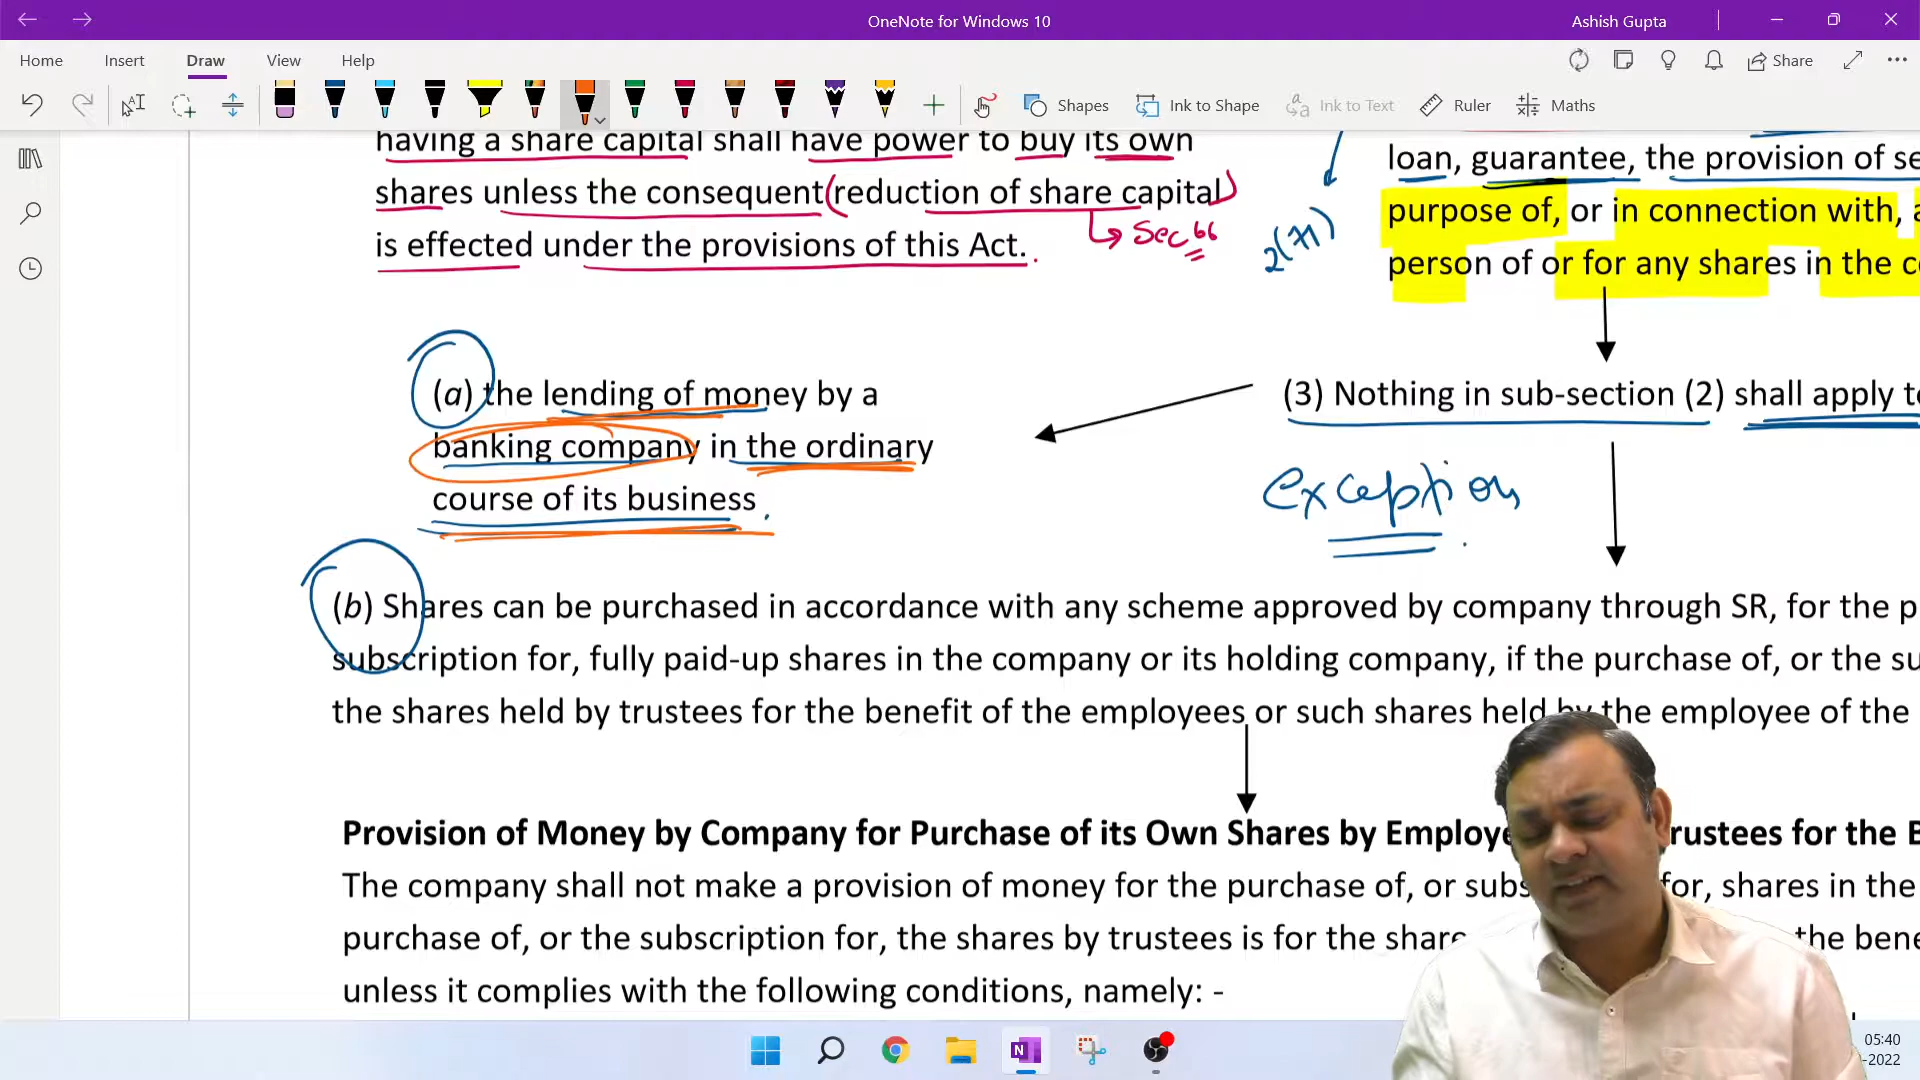 OneNote for Windows 10
Ashish Gupta
Home
Insert
Draw
View
Help
Share
Shapes
Ink to Shape
Ink to Text
Ruler
Maths
having a share capital shall have power to buy its own
shares unless the consequent (reduction of share capital)
is effected under the provisions of this Act.
Sec 66
2(71)
loan, guarantee, the provision of se
purpose of, or in connection with, a
person of or for any shares in the c
(a) the lending of money by a
banking company in the ordinary
course of its business
(3) Nothing in sub-section (2) shall apply to
exception
(b) Shares can be purchased in accordance with any scheme approved by company through SR, for the p
subscription for, fully paid-up shares in the company or its holding company, if the purchase of, or the su
the shares held by trustees for the benefit of the employees or such shares held by the employee of the
Provision of Money by Company for Purchase of its Own Shares by Employe rustees for the B
The company shall not make a provision of money for the purchase of, or subs for, shares in the
purchase of, or the subscription for, the shares by trustees is for the share the bene
unless it complies with the following conditions, namely: -
05:40
-2022